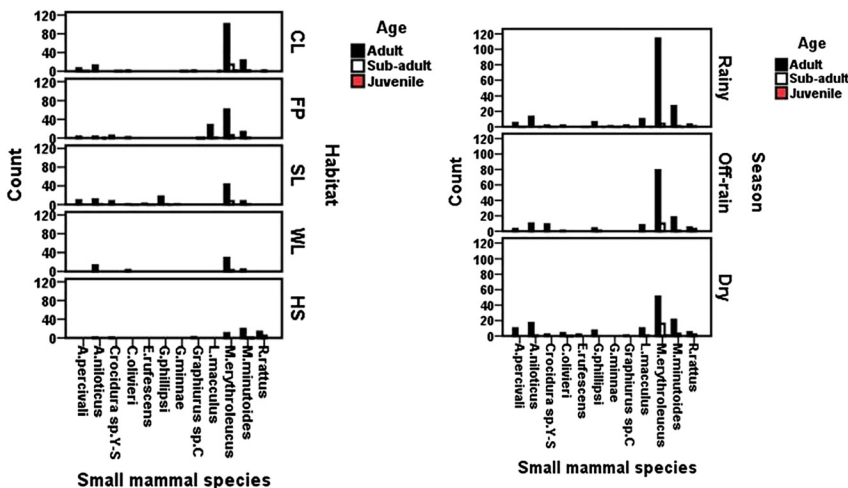 120
80
40
0
CL
120
80
40
0
FP
120
80
40
0
SL
120
80
40
0
WL
120
80
40
0
HS
Count
Habitat
A.percivali
A.niloticus
Crocidura sp.Y-S
C.olivieri
E.rufescens
G.phillipsi
G.minnae
Graphiurus sp.C
L.macculus
M.erythroleucus
M.minutoides
R.rattus
Small mammal species
Age
Adult
Sub-adult
Juvenile
120
100
80
60
40
20
0
Rainy
120
100
80
60
40
20
0
Off-rain
120
100
80
60
40
20
0
Dry
Count
Season
A.percivali
A.niloticus
Crocidura sp.Y-S
C.olivieri
E.rufescens
G.phillipsi
G.minnae
Graphiurus sp.C
L.macculus
M.erythroleucus
M.minutoides
R.rattus
Small mammal species
Age
Adult
Sub-adult
Juvenile